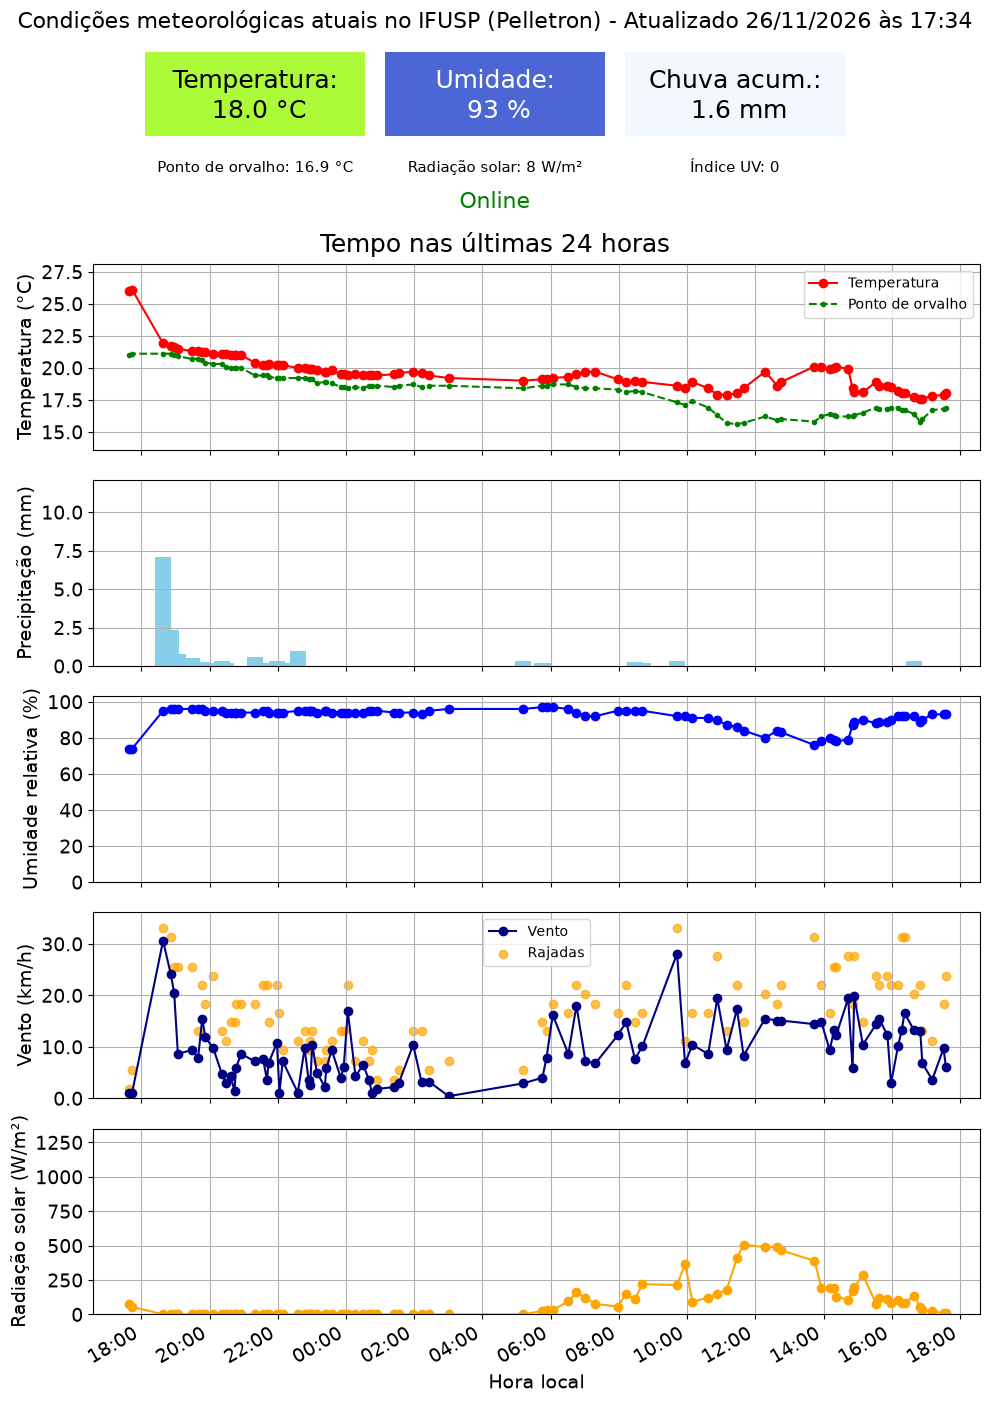 Condições meteorológicas atuais no IFUSP (Pelletron) - Atualizado 26/11/2026 às 17:34
Temperatura:
18.0 °C
Umidade:
93 %
Chuva acum.:
1.6 mm
Ponto de orvalho: 16.9 °C
Radiação solar: 8 W/m²
Índice UV: 0
Online
Tempo nas últimas 24 horas
Temperatura (°C)
27.5
25.0
22.5
20.0
17.5
15.0
Temperatura
Ponto de orvalho
Precipitação (mm)
10.0
7.5
5.0
2.5
0.0
Umidade relativa (%)
100
80
60
40
20
0
Vento (km/h)
30.0
20.0
10.0
0.0
Vento
Rajadas
Radiação solar (W/m²)
1250
1000
750
500
250
0
18:00
20:00
22:00
00:00
02:00
04:00
06:00
08:00
10:00
12:00
14:00
16:00
18:00
Hora local